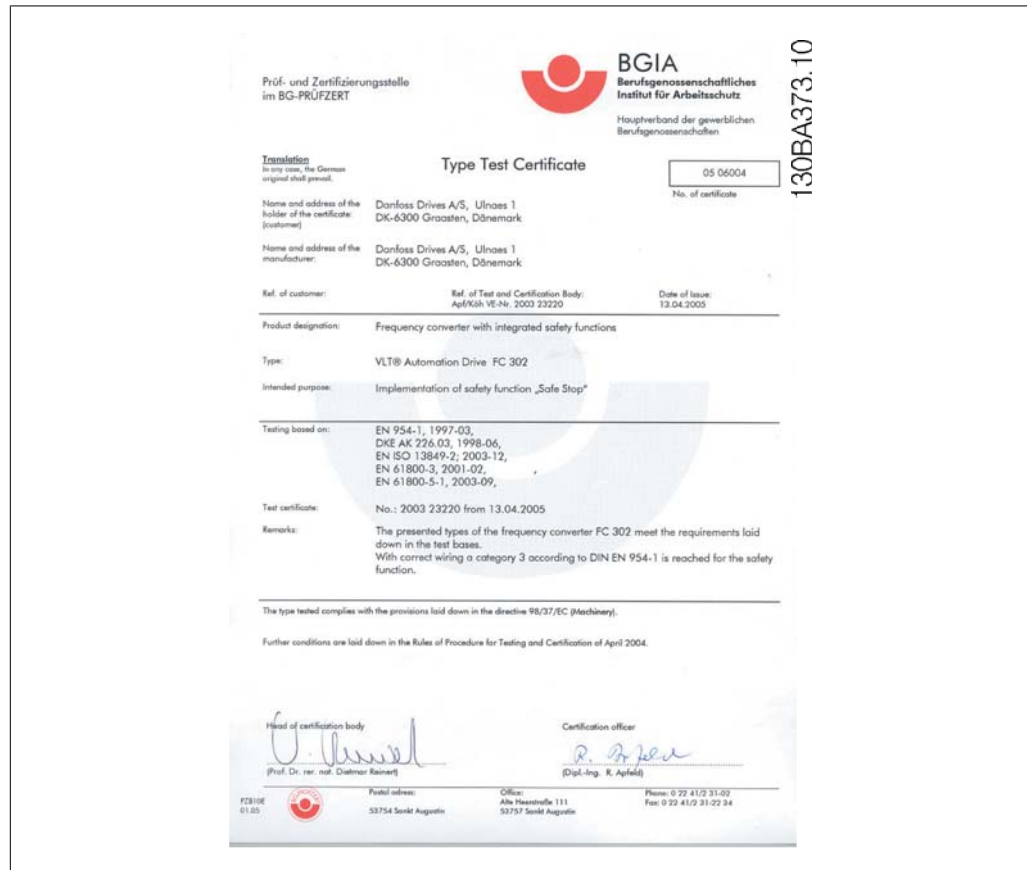 Prüf- und Zertifizierungsstelle
im BG-PRÜFZERT
BGIA
Berufsgenossenschaftliches
Institut für Arbeitsschutz
Hauptverband der gewerblichen
Berufsgenossenschaften
130BA373.10
Translation
In any case, the German
original shall prevail.
Type Test Certificate
05 06004
No. of certificate
Name and address of the
holder of the certificate:
(customer)
Danfoss Drives A/S, Ulnaes 1
DK-6300 Graasten, Dänemark
Name and address of the
manufacturer:
Danfoss Drives A/S, Ulnaes 1
DK-6300 Graasten, Dänemark
Ref. of customer:
Ref. of Test and Certification Body:
Apf/Köh VE-Nr. 2003 23220
Date of Issue:
13.04.2005
Product designation: Frequency converter with integrated safety functions
Type: VLT® Automation Drive FC 302
Intended purpose: Implementation of safety function „Safe Stop“
Testing based on: EN 954-1, 1997-03,
DKE AK 226.03, 1998-06,
EN ISO 13849-2; 2003-12,
EN 61800-3, 2001-02,
EN 61800-5-1, 2003-09,
Test certificate: No.: 2003 23220 from 13.04.2005
Remarks: The presented types of the frequency converter FC 302 meet the requirements laid
down in the test bases.
With correct wiring a category 3 according to DIN EN 954-1 is reached for the safety
function.
The type tested complies with the provisions laid down in the directive 98/37/EC (Machinery).
Further conditions are laid down in the Rules of Procedure for Testing and Certification of April 2004.
Head of certification body
Certification officer
(Prof. Dr. rer. nat. Dietmar Reinert)
(Dipl.-Ing. R. Apfeld)
PZB10E
01.05
Postal adress:
53754 Sankt Augustin
Office:
Alte Heerstraße 111
53757 Sankt Augustin
Phone: 0 22 41/2 31-02
Fax: 0 22 41/2 31-22 34